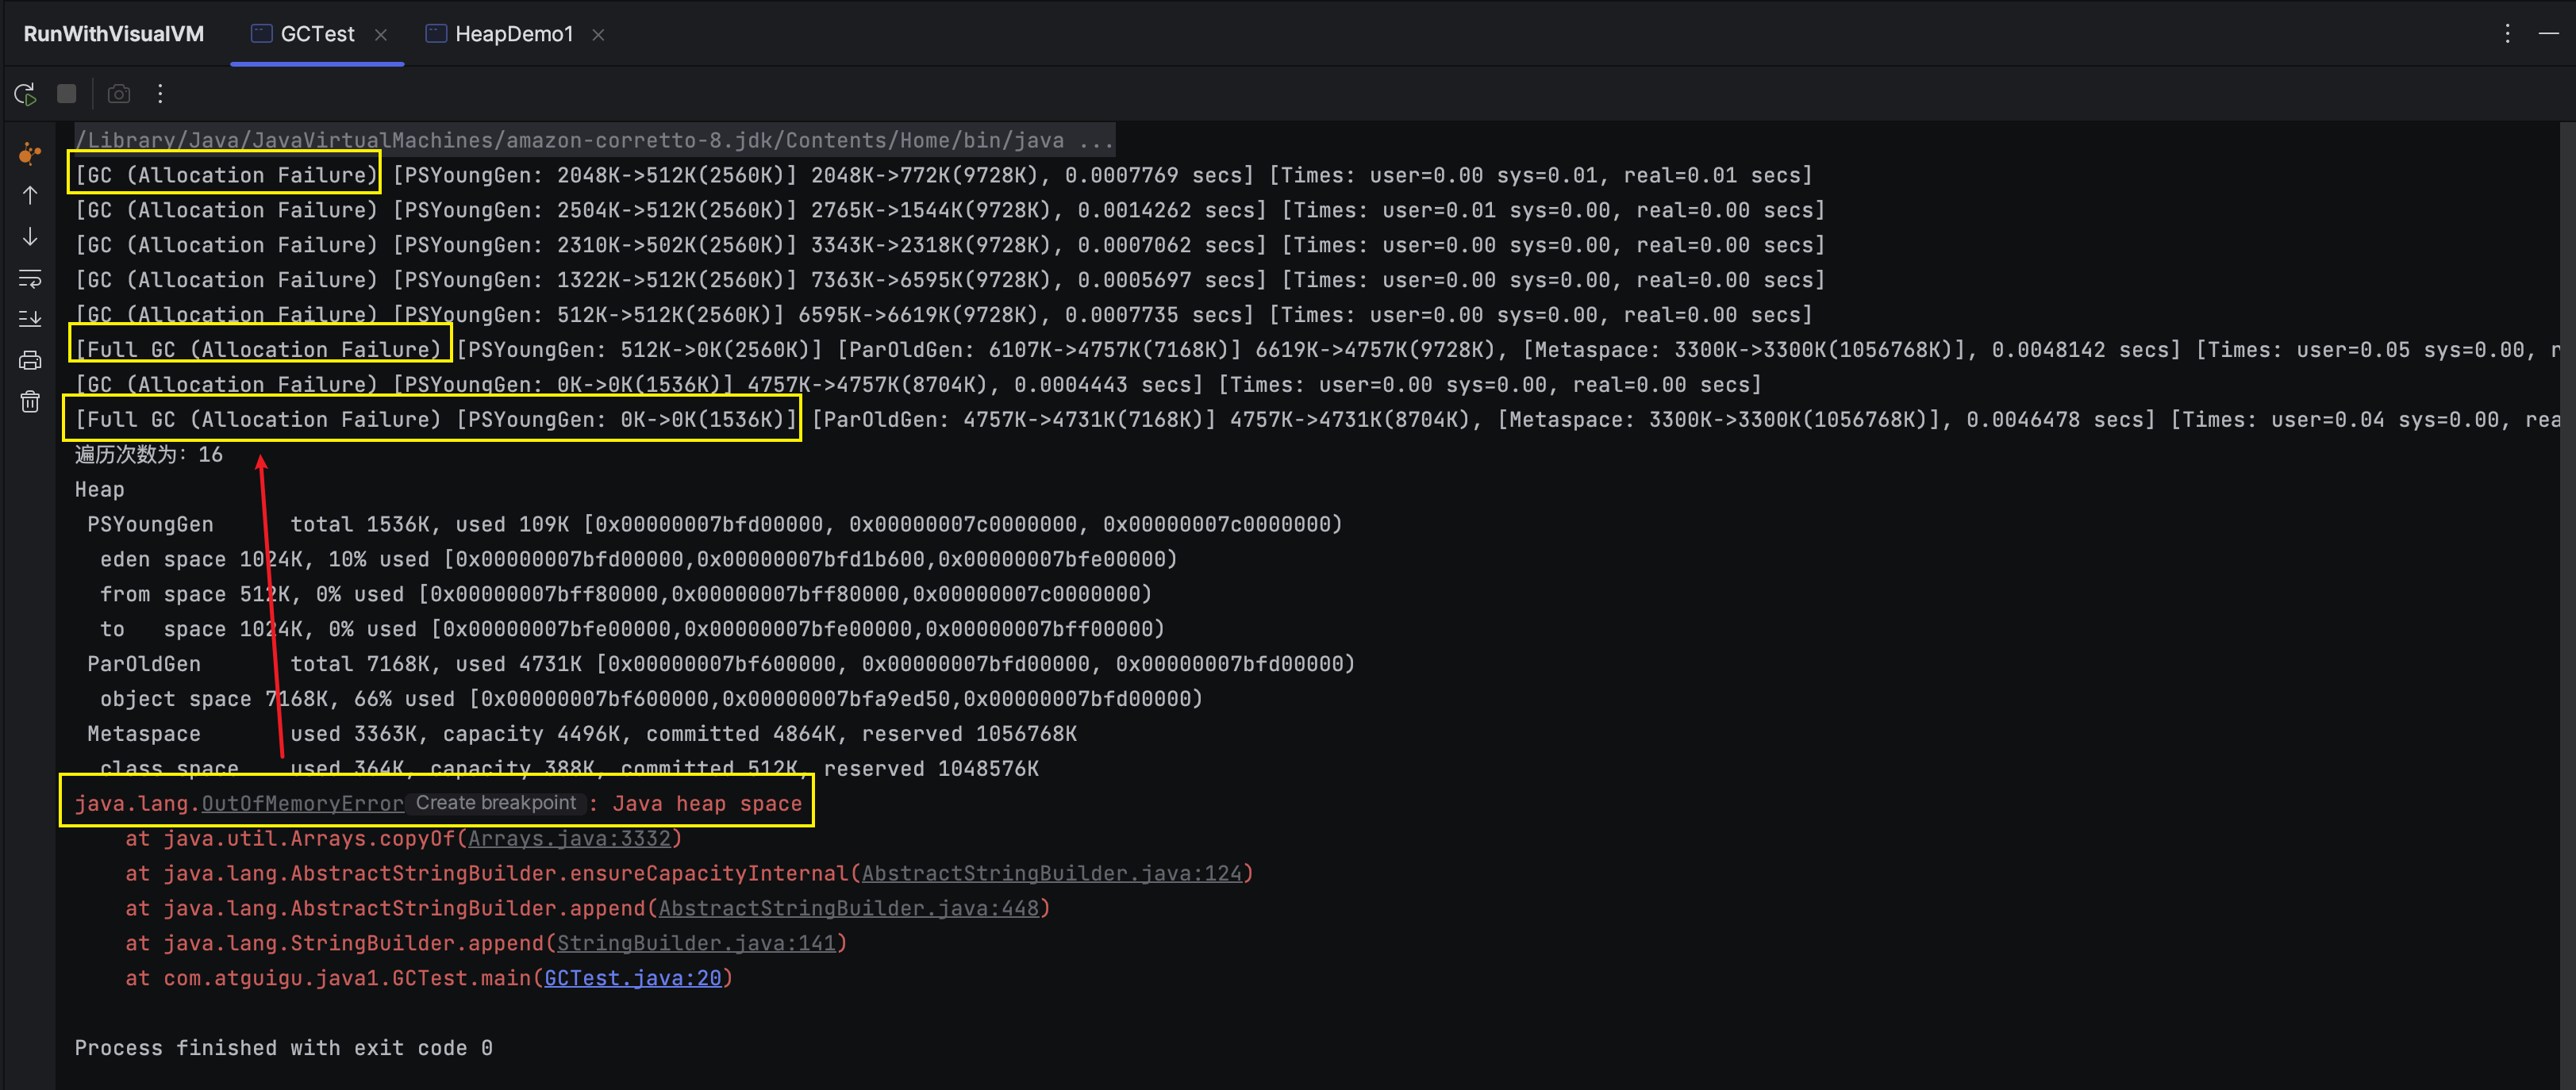 RunWithVisualVM GCTest HeapDemo1
/Library/Java/JavaVirtualMachines/amazon-corretto-8.jdk/Contents/Home/bin/java ...
[GC (Allocation Failure) [PSYoungGen: 2048K->512K(2560K)] 2048K->772K(9728K), 0.0007769 secs] [Times: user=0.00 sys=0.01, real=0.01 secs]
[GC (Allocation Failure) [PSYoungGen: 2504K->512K(2560K)] 2765K->1544K(9728K), 0.0014262 secs] [Times: user=0.01 sys=0.00, real=0.00 secs]
[GC (Allocation Failure) [PSYoungGen: 2310K->502K(2560K)] 3343K->2318K(9728K), 0.0007062 secs] [Times: user=0.00 sys=0.00, real=0.00 secs]
[GC (Allocation Failure) [PSYoungGen: 1322K->512K(2560K)] 7363K->6595K(9728K), 0.0005697 secs] [Times: user=0.00 sys=0.00, real=0.00 secs]
[GC (Allocation Failure) [PSYoungGen: 512K->512K(2560K)] 6595K->6619K(9728K), 0.0007735 secs] [Times: user=0.00 sys=0.00, real=0.00 secs]
[Full GC (Allocation Failure) [PSYoungGen: 512K->0K(2560K)] [ParOldGen: 6107K->4757K(7168K)] 6619K->4757K(9728K), [Metaspace: 3300K->3300K(1056768K)], 0.0048142 secs] [Times: user=0.05 sys=0.00, r
[GC (Allocation Failure) [PSYoungGen: 0K->0K(1536K)] 4757K->4757K(8704K), 0.0004443 secs] [Times: user=0.00 sys=0.00, real=0.00 secs]
[Full GC (Allocation Failure) [PSYoungGen: 0K->0K(1536K)] [ParOldGen: 4757K->4731K(7168K)] 4757K->4731K(8704K), [Metaspace: 3300K->3300K(1056768K)], 0.0046478 secs] [Times: user=0.04 sys=0.00, rea
遍历次数为：16
Heap
PSYoungGen total 1536K, used 109K [0x00000007bfd00000, 0x00000007c0000000, 0x00000007c0000000)
eden space 1024K, 10% used [0x00000007bfd00000,0x00000007bfd1b600,0x00000007bfe00000)
from space 512K, 0% used [0x00000007bff80000,0x00000007bff80000,0x00000007c0000000)
to space 1024K, 0% used [0x00000007bfe00000,0x00000007bfe00000,0x00000007bff00000)
ParOldGen total 7168K, used 4731K [0x00000007bf600000, 0x00000007bfd00000, 0x00000007bfd00000)
object space 7168K, 66% used [0x00000007bf600000,0x00000007bfa9ed50,0x00000007bfd00000)
Metaspace used 3363K, capacity 4496K, committed 4864K, reserved 1056768K
class space used 364K, capacity 388K, committed 512K, reserved 1048576K
java.lang.OutOfMemoryError Create breakpoint : Java heap space
at java.util.Arrays.copyOf(Arrays.java:3332)
at java.lang.AbstractStringBuilder.ensureCapacityInternal(AbstractStringBuilder.java:124)
at java.lang.AbstractStringBuilder.append(AbstractStringBuilder.java:448)
at java.lang.StringBuilder.append(StringBuilder.java:141)
at com.atguigu.java1.GCTest.main(GCTest.java:20)
Process finished with exit code 0